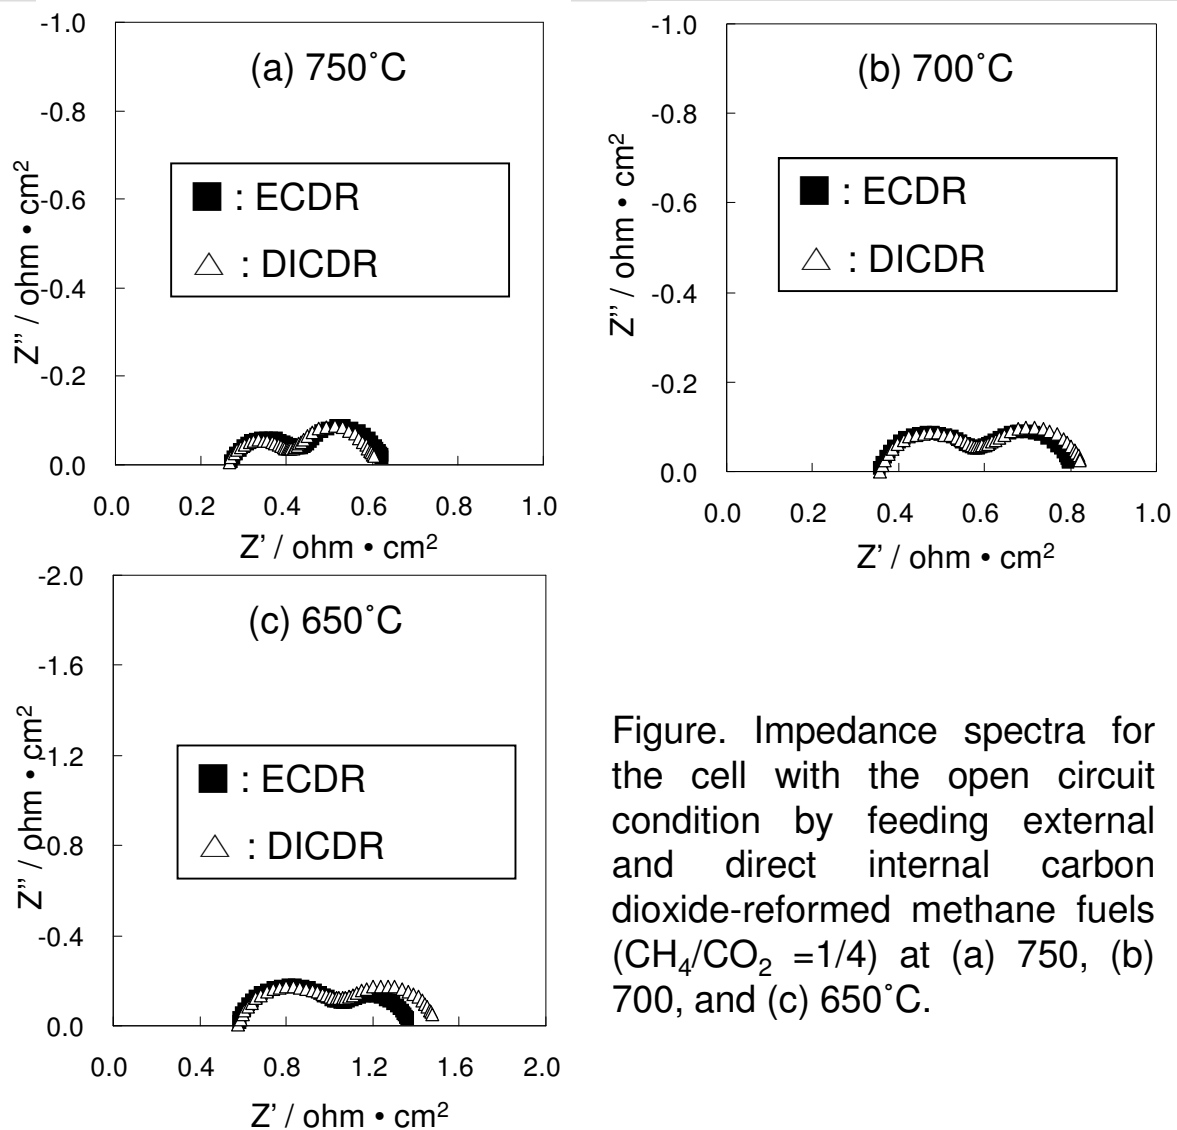 -1.0
(a) 750˚C
-0.8
■ : ECDR
-0.6
△ : DICDR
-0.4
-0.2
0.0
Z" / ohm • cm²
0.0 0.2 0.4 0.6 0.8 1.0
Z' / ohm • cm²
-1.0
(b) 700˚C
-0.8
■ : ECDR
-0.6
△ : DICDR
-0.4
-0.2
0.0
Z" / ohm • cm²
0.0 0.2 0.4 0.6 0.8 1.0
Z' / ohm • cm²
-2.0
(c) 650˚C
-1.6
-1.2
■ : ECDR
-0.8
△ : DICDR
-0.4
0.0
Z" / ohm • cm²
0.0 0.4 0.8 1.2 1.6 2.0
Z' / ohm • cm²
Figure. Impedance spectra for
the cell with the open circuit
condition by feeding external
and direct internal carbon
dioxide-reformed methane fuels
(CH₄/CO₂ =1/4) at (a) 750, (b)
700, and (c) 650˚C.